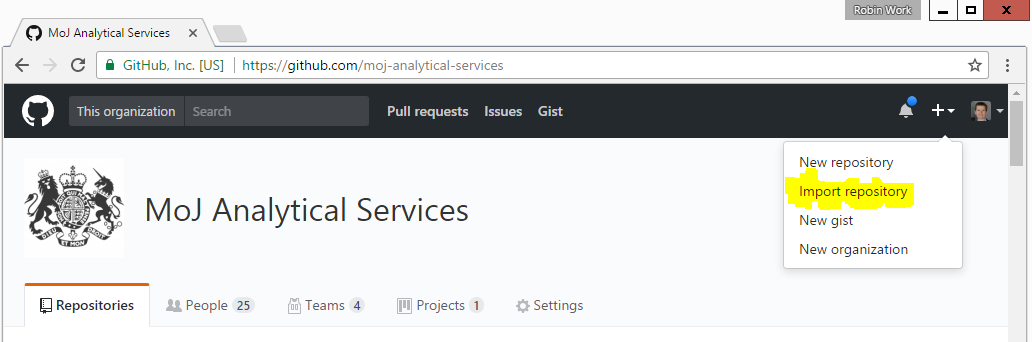 Robin Work
MoJ Analytical Services
GitHub, Inc. [US] https://github.com/moj-analytical-services
This organization Search Pull requests Issues Gist
New repository
Import repository
New gist
New organization
MoJ Analytical Services
DIEU ET MON DROIT
Repositories People 25 Teams 4 Projects 1 Settings